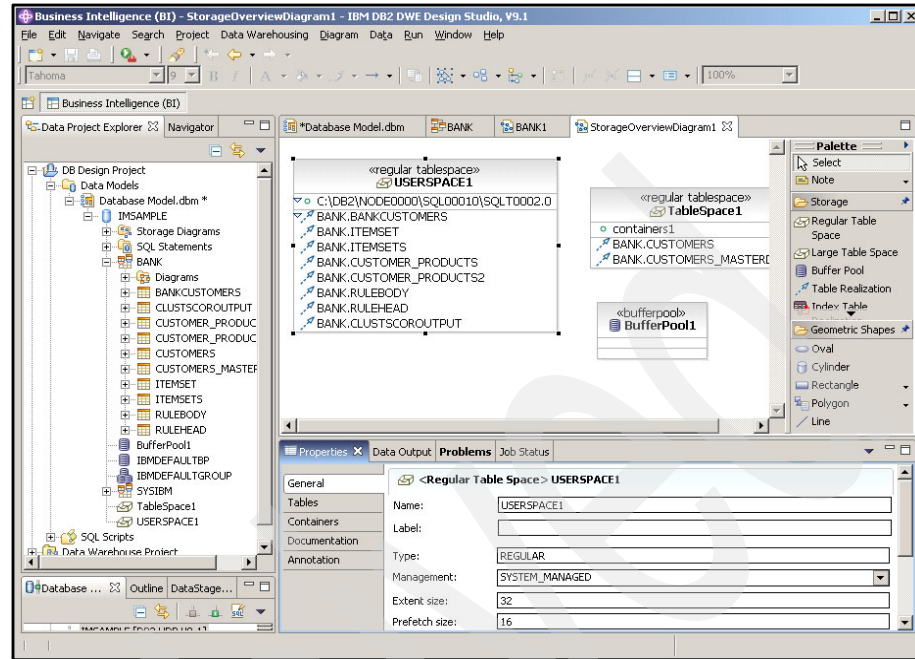 Business Intelligence (BI) - StorageOverviewDiagram1 - IBM DB2 DWE Design Studio, V9.1
File Edit Navigate Search Project Data Warehousing Diagram Data Run Window Help
Tahoma 9 B I A 100%
Business Intelligence (BI)
Data Project Explorer Navigator
DB Design Project
Data Models
Database Model.dbm *
IMSAMPLE
Storage Diagrams
SQL Statements
BANK
Diagrams
BANKCUSTOMERS
CLUSTSCOROUTPUT
CUSTOMER_PRODUC
CUSTOMER_PRODUC
CUSTOMERS
CUSTOMERS_MASTER
ITEMSET
ITEMSETS
RULEBODY
RULEHEAD
BufferPool1
IBMDEFAULTBP
IBMDEFAULTGROUP
SYSIBM
TableSpace1
USERSPACE1
SQL Scripts
Data Warehouse Project
Database ... Outline DataStage...
IMSAMPLE [DB2 UDB V9.1]
*Database Model.dbm BANK BANK1 StorageOverviewDiagram1
«regular tablespace»
USERSPACE1
C:\DB2\NODE0000\SQL00010\SQLT0002.0
BANK.BANKCUSTOMERS
BANK.ITEMSET
BANK.ITEMSETS
BANK.CUSTOMER_PRODUCTS
BANK.CUSTOMER_PRODUCTS2
BANK.RULEBODY
BANK.RULEHEAD
BANK.CLUSTSCOROUTPUT
«regular tablespace»
TableSpace1
containers1
BANK.CUSTOMERS
BANK.CUSTOMERS_MASTERD
«bufferpool»
BufferPool1
Palette
Select
Note
Storage
Regular Table
Space
Large Table Space
Buffer Pool
Table Realization
Index Table
Geometric Shapes
Oval
Cylinder
Rectangle
Polygon
Line
Properties Data Output Problems Job Status
General
Tables
Containers
Documentation
Annotation
<Regular Table Space> USERSPACE1
Name: USERSPACE1
Label:
Type: REGULAR
Management: SYSTEM_MANAGED
Extent size: 32
Prefetch size: 16